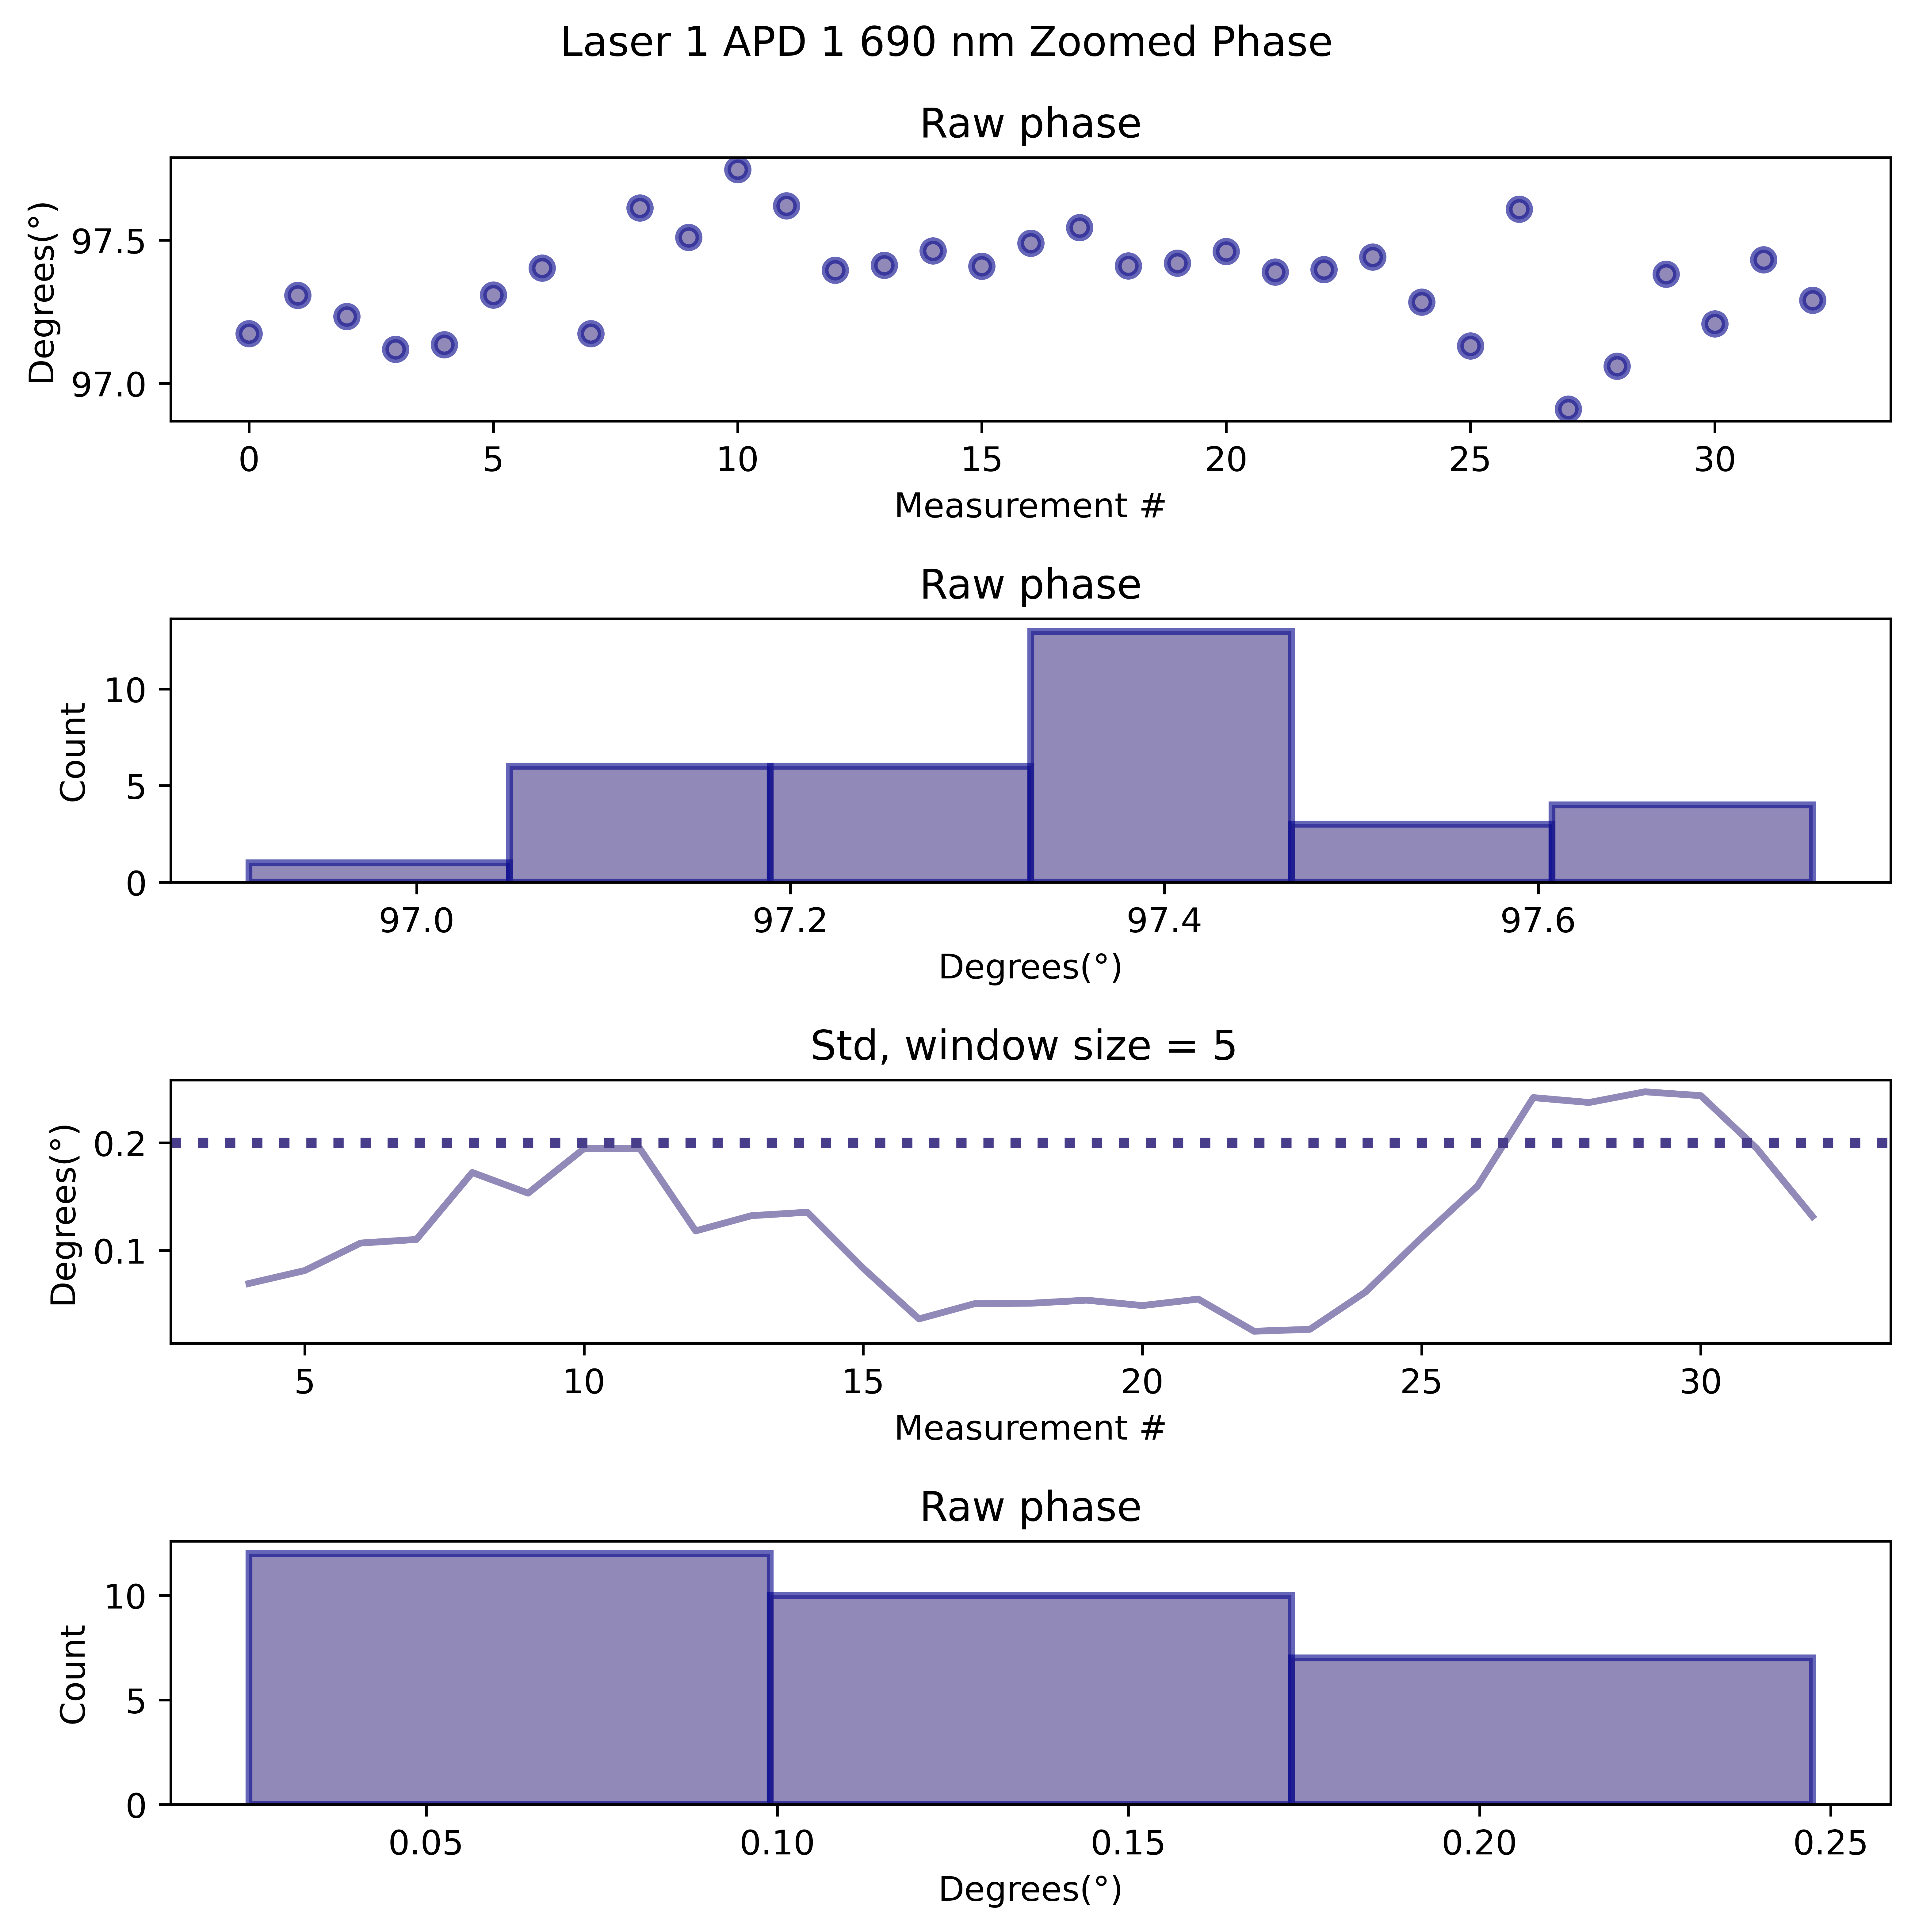 Laser 1 APD 1 690 nm Zoomed Phase
Raw phase
Degrees(°)
97.5
97.0
0 5 10 15 20 25 30
Measurement #
Raw phase
Count
10
5
0
97.0 97.2 97.4 97.6
Degrees(°)
Std, window size = 5
Degrees(°)
0.2
0.1
5 10 15 20 25 30
Measurement #
Raw phase
Count
10
5
0
0.05 0.10 0.15 0.20 0.25
Degrees(°)